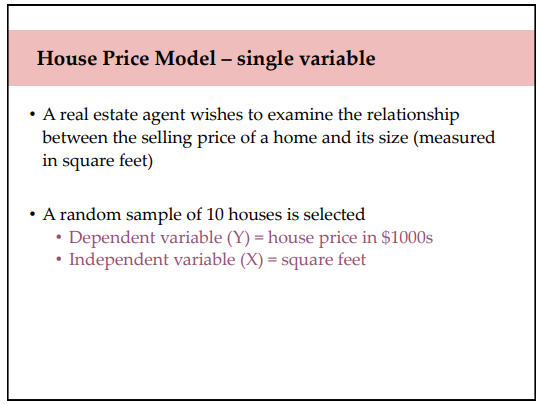 House Price Model – single variable
• A real estate agent wishes to examine the relationship
between the selling price of a home and its size (measured
in square feet)
• A random sample of 10 houses is selected
• Dependent variable (Y) = house price in $1000s
• Independent variable (X) = square feet